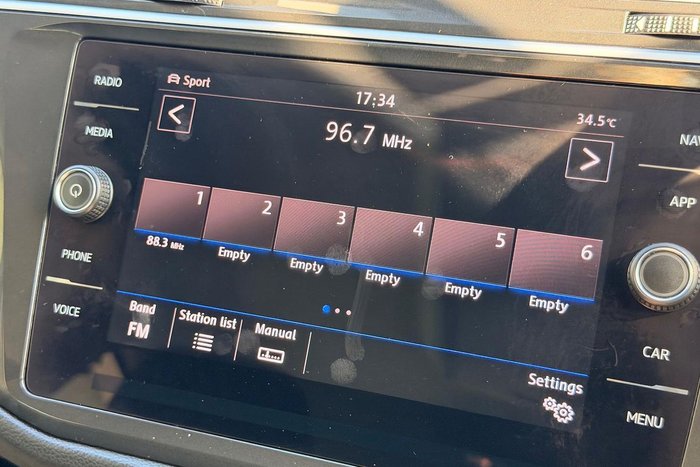 RADIO
MEDIA
PHONE
VOICE
Sport
17:34
34.5°C
<
96.7 MHz
>
1
2
3
4
5
6
88.3 MHz
Empty
Empty
Empty
Empty
Empty
Band
FM
Station list
Manual
Settings
APP
CAR
MENU